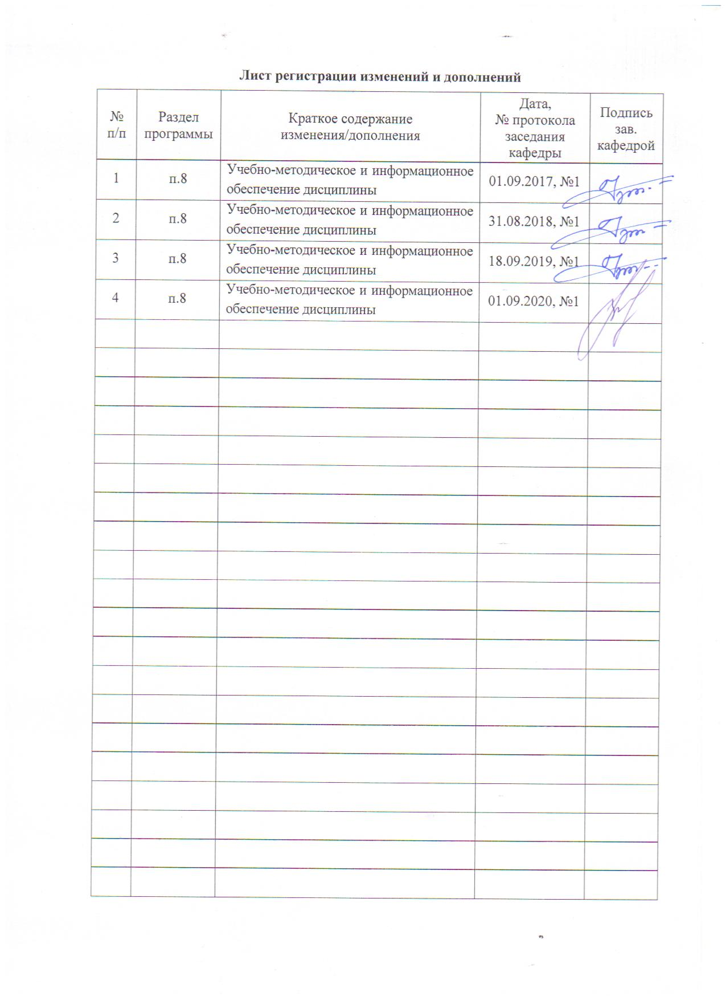 Лист регистрации изменений и дополнений
№
п/п
Раздел
программы
Краткое содержание
изменения/дополнения
Дата,
№ протокола
заседания
кафедры
Подпись
зав.
кафедрой
1
п.8
Учебно-методическое и информационное
обеспечение дисциплины
01.09.2017, №1
2
п.8
Учебно-методическое и информационное
обеспечение дисциплины
31.08.2018, №1
3
п.8
Учебно-методическое и информационное
обеспечение дисциплины
18.09.2019, №1
4
п.8
Учебно-методическое и информационное
обеспечение дисциплины
01.09.2020, №1